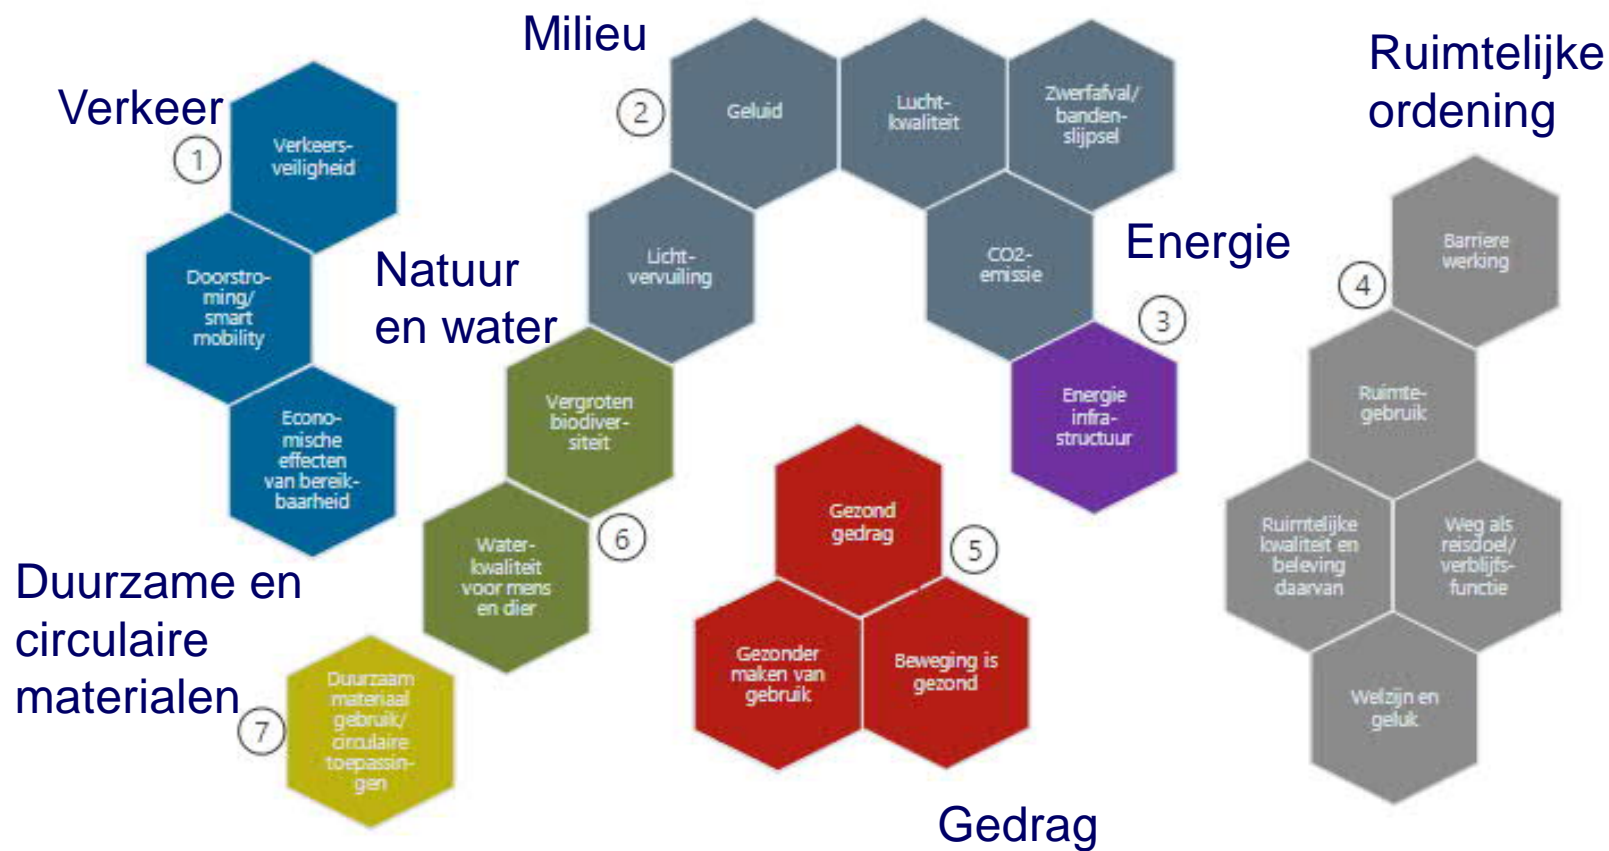 Verkeer
1
Verkeers-
veiligheid
Doorstro-
ming/
smart
mobility
Econo-
mische
effecten
van bereik-
baarheid
Milieu
2
Geluid
Lucht-
kwaliteit
Zwerfafval/
banden-
slijpsel
Licht-
vervuiling
CO2-
emissie
Energie
3
Energie
infra-
structuur
Ruimtelijke
ordening
4
Barriere
werking
Ruimte-
gebruik
Ruimtelijke
kwaliteit en
beleving
daarvan
Weg als
reisdoel/
verblijfs-
functie
Welzijn en
geluk
Natuur
en water
Vergroten
biodiver-
siteit
6
Water-
kwaliteit
voor mens
en dier
5
Gezond
gedrag
Gezonder
maken van
gebruik
Beweging is
gezond
Gedrag
Duurzame en
circulaire
materialen
7
Duurzaam
materiaal
gebruik/
circulaire
toepassin-
gen